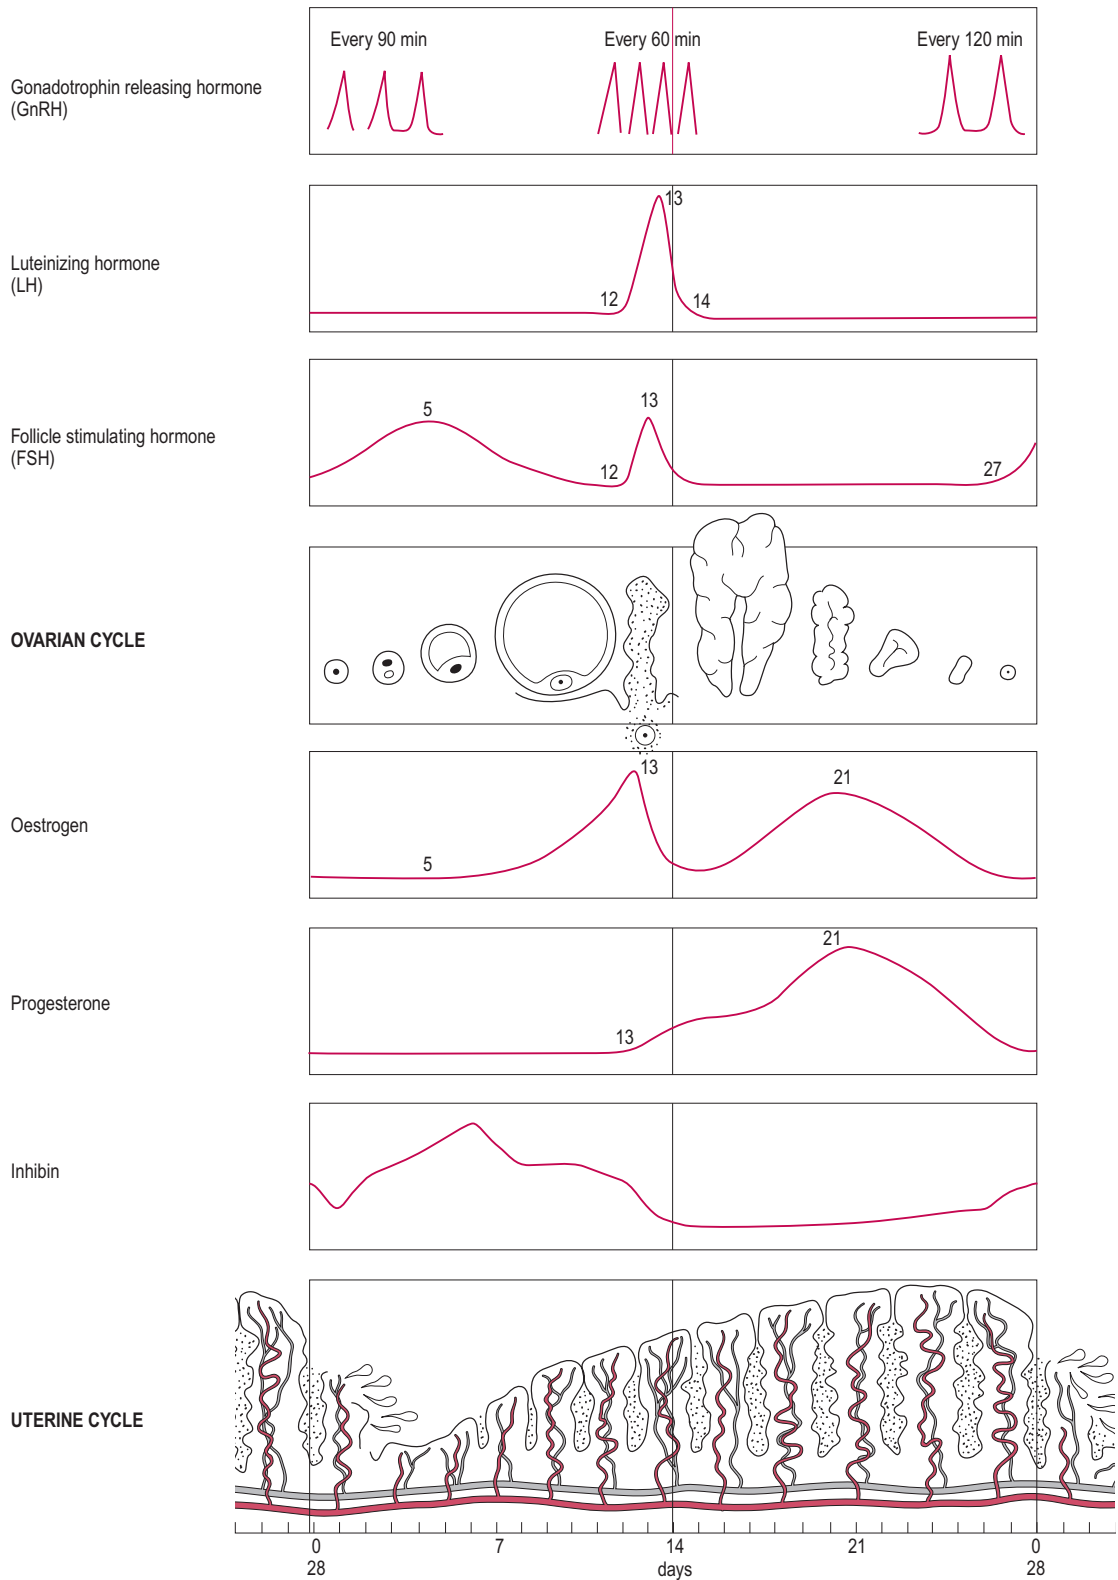 Every 90 min
Every 60 min
Every 120 min
Gonadotrophin releasing hormone
(GnRH)
13
Luteinizing hormone
(LH)
12
14
5
13
Follicle stimulating hormone
(FSH)
12
27
OVARIAN CYCLE
13
21
Oestrogen
5
21
Progesterone
13
Inhibin
UTERINE CYCLE
0 7 14 21 0
28 days 28